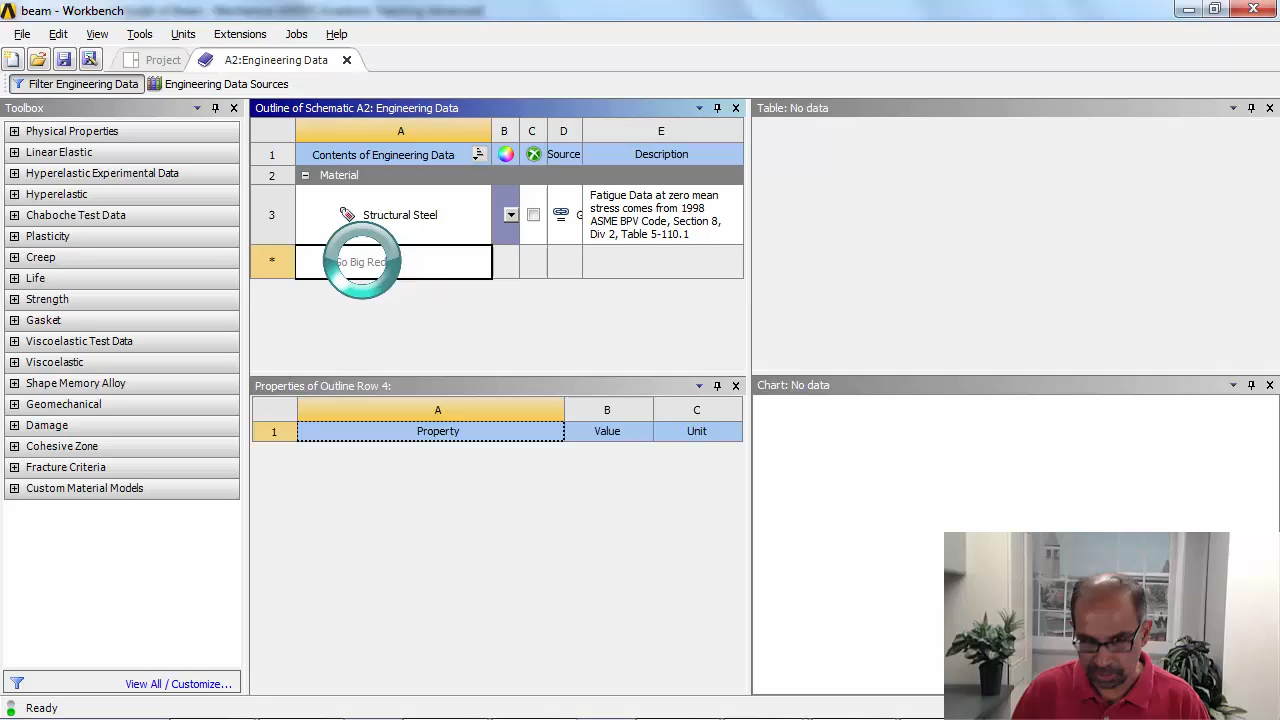 beam - Workbench
File Edit View Tools Units Extensions Jobs Help
Project A2:Engineering Data
Filter Engineering Data Engineering Data Sources
Toolbox
Physical Properties
Linear Elastic
Hyperelastic Experimental Data
Hyperelastic
Chaboche Test Data
Plasticity
Creep
Life
Strength
Gasket
Viscoelastic Test Data
Viscoelastic
Shape Memory Alloy
Geomechanical
Damage
Cohesive Zone
Fracture Criteria
Custom Material Models
View All / Customize...
Outline of Schematic A2: Engineering Data
A B C D E
1 Contents of Engineering Data Source Description
2 Material
3 Structural Steel G Fatigue Data at zero mean
stress comes from 1998
ASME BPV Code, Section 8,
Div 2, Table 5-110.1
* Go Big Red
Properties of Outline Row 4:
A B C
1 Property Value Unit
Table: No data
Chart: No data
Ready